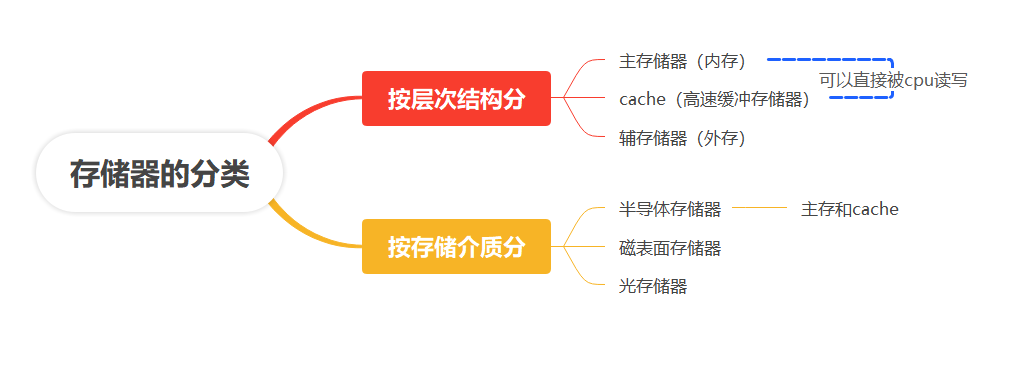 存储器的分类
按层次结构分
主存储器（内存）
cache（高速缓冲存储器）
可以直接被cpu读写
辅存储器（外存）
按存储介质分
半导体存储器
主存和cache
磁表面存储器
光存储器